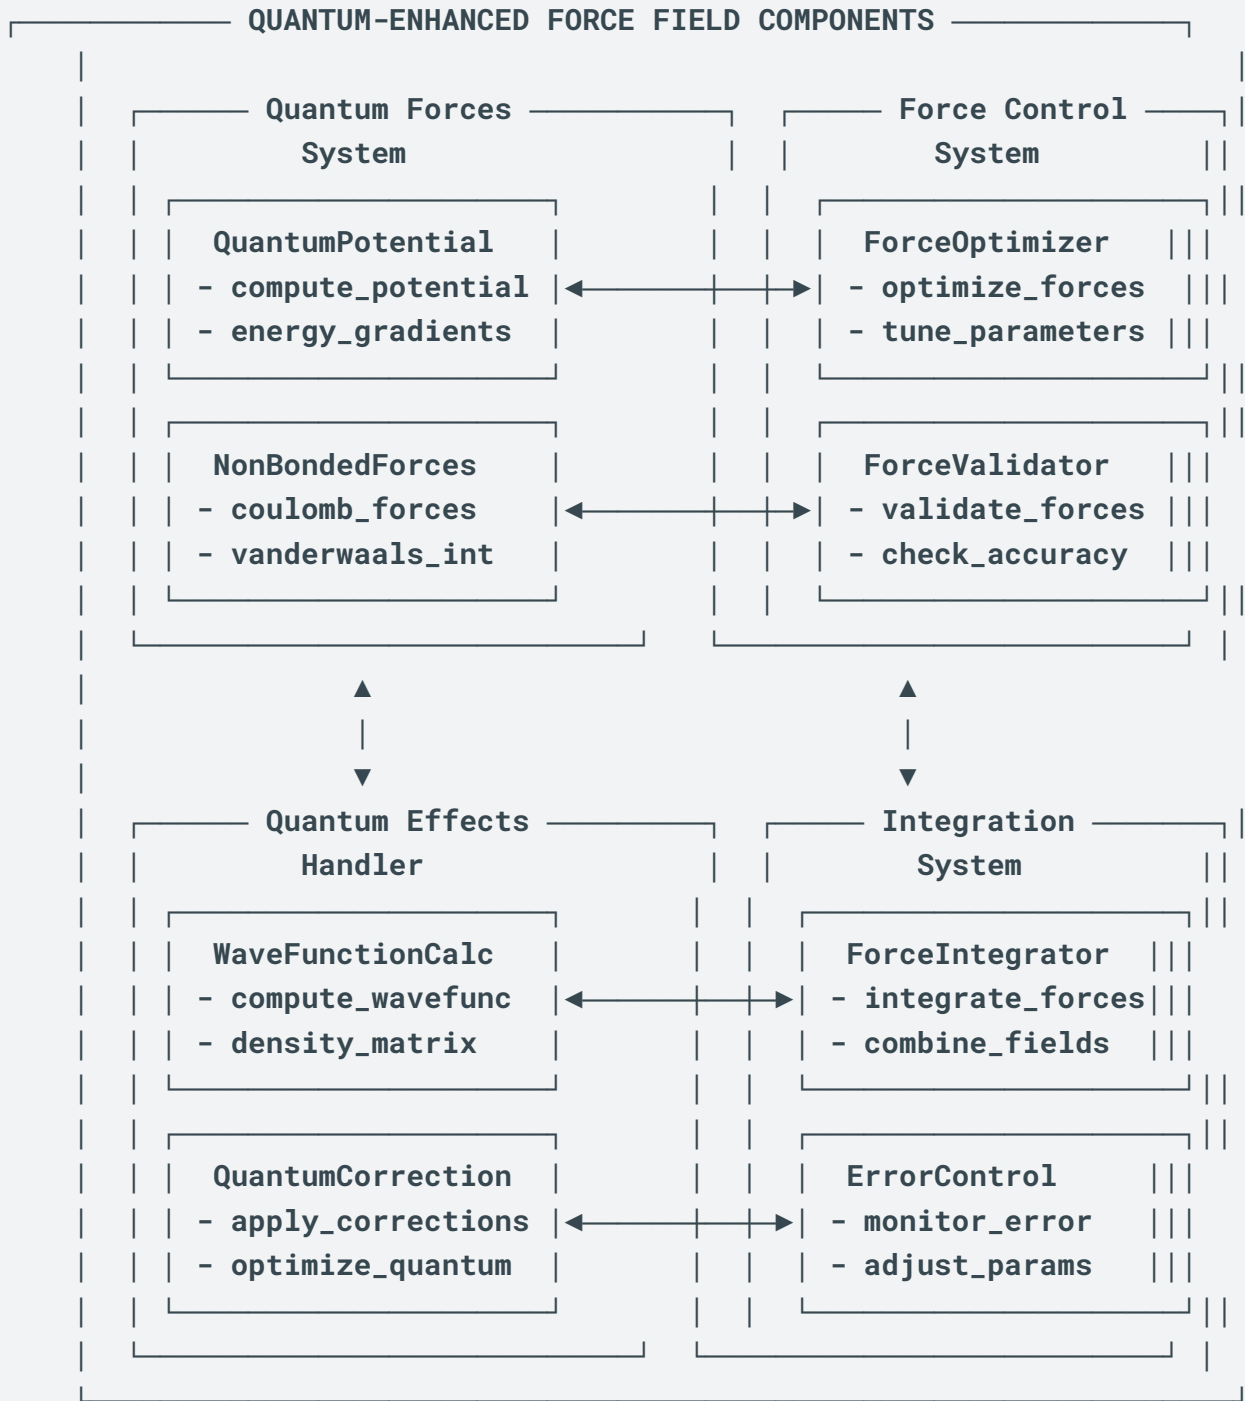 QUANTUM-ENHANCED FORCE FIELD COMPONENTS
Quantum Forces
System
QuantumPotential
- compute_potential
- energy_gradients
NonBondedForces
- coulomb_forces
- vanderwaals_int
Force Control
System
ForceOptimizer
- optimize_forces
- tune_parameters
ForceValidator
- validate_forces
- check_accuracy
Quantum Effects
Handler
WaveFunctionCalc
- compute_wavefunc
- density_matrix
QuantumCorrection
- apply_corrections
- optimize_quantum
Integration
System
ForceIntegrator
- integrate_forces
- combine_fields
ErrorControl
- monitor_error
- adjust_params